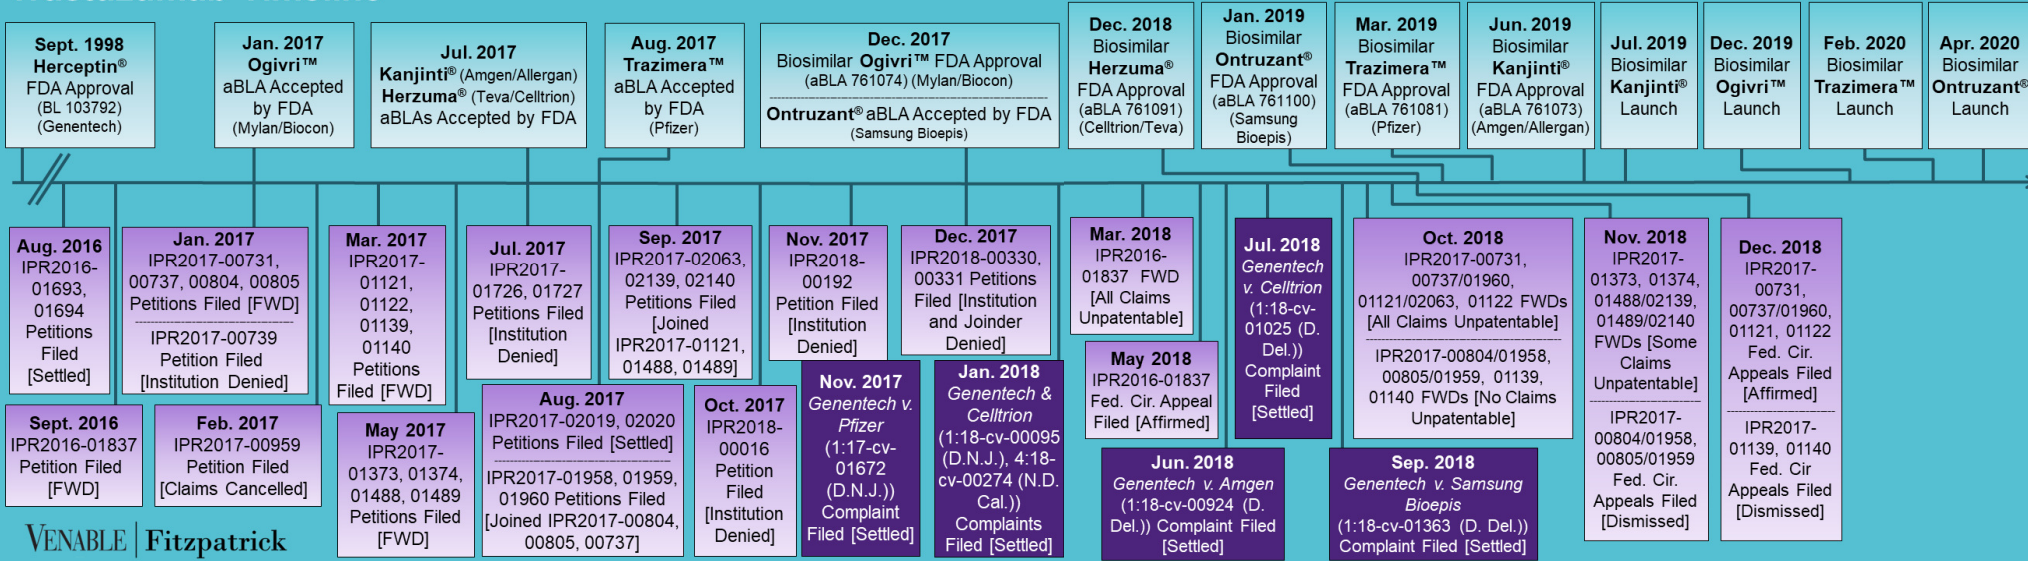 Sept. 1998
Herceptin®
FDA Approval
(BL 103792)
(Genentech)
Jan. 2017
Ogivri™
aBLA Accepted
by FDA
(Mylan/Biocon)
Jul. 2017
Kanjinti® (Amgen/Allergan)
Herzuma® (Teva/Celltrion)
aBLAs Accepted by FDA
Aug. 2017
Trazimera™
aBLA Accepted
by FDA
(Pfizer)
Dec. 2017
Biosimilar Ogivri™ FDA Approval
(aBLA 761074) (Mylan/Biocon)
Ontruzant® aBLA Accepted by FDA
(Samsung Bioepis)
Dec. 2018
Biosimilar
Herzuma®
FDA Approval
(aBLA 761091)
(Celltrion/Teva)
Jan. 2019
Biosimilar
Ontruzant®
FDA Approval
(aBLA 761100)
(Samsung
Bioepis)
Mar. 2019
Biosimilar
Trazimera™
FDA Approval
(aBLA 761081)
(Pfizer)
Jun. 2019
Biosimilar
Kanjinti®
FDA Approval
(aBLA 761073)
(Amgen/Allergan)
Jul. 2019
Biosimilar
Kanjinti®
Launch
Dec. 2019
Biosimilar
Ogivri™
Launch
Feb. 2020
Biosimilar
Trazimera™
Launch
Apr. 2020
Biosimilar
Ontruzant®
Launch
Aug. 2016
IPR2016-
01693,
01694
Petitions
Filed
[Settled]
Sept. 2016
IPR2016-01837
Petition Filed
[FWD]
Jan. 2017
IPR2017-00731,
00737, 00804, 00805
Petitions Filed [FWD]
IPR2017-00739
Petition Filed
[Institution Denied]
Feb. 2017
IPR2017-00959
Petition Filed
[Claims Cancelled]
Mar. 2017
IPR2017-
01121,
01122,
01139,
01140
Petitions
Filed [FWD]
May 2017
IPR2017-
01373, 01374,
01488, 01489
Petitions Filed
[FWD]
Jul. 2017
IPR2017-
01726, 01727
Petitions Filed
[Institution
Denied]
Aug. 2017
IPR2017-02019, 02020
Petitions Filed [Settled]
IPR2017-01958, 01959,
01960 Petitions Filed
[Joined IPR2017-00804,
00805, 00737]
Sep. 2017
IPR2017-02063,
02139, 02140
Petitions Filed
[Joined
IPR2017-01121,
01488, 01489]
Oct. 2017
IPR2018-
00016
Petition
Filed
[Institution
Denied]
Nov. 2017
IPR2018-
00192
Petition Filed
[Institution
Denied]
Nov. 2017
Genentech v.
Pfizer
(1:17-cv-
01672
(D.N.J.))
Complaint
Filed [Settled]
Dec. 2017
IPR2018-00330,
00331 Petitions
Filed [Institution
and Joinder
Denied]
Jan. 2018
Genentech &
Celltrion
(1:18-cv-00095
(D.N.J.), 4:18-
cv-00274 (N.D.
Cal.))
Complaints
Filed [Settled]
Mar. 2018
IPR2016-
01837 FWD
[All Claims
Unpatentable]
May 2018
IPR2016-01837
Fed. Cir. Appeal
Filed [Affirmed]
Jun. 2018
Genentech v. Amgen
(1:18-cv-00924 (D.
Del.)) Complaint Filed
[Settled]
Jul. 2018
Genentech
v. Celltrion
(1:18-cv-
01025 (D.
Del.))
Complaint
Filed
[Settled]
Sep. 2018
Genentech v. Samsung
Bioepis
(1:18-cv-01363 (D. Del.))
Complaint Filed [Settled]
Oct. 2018
IPR2017-00731,
00737/01960,
01121/02063, 01122 FWDs
[All Claims Unpatentable]
IPR2017-00804/01958,
00805/01959, 01139,
01140 FWDs [No Claims
Unpatentable]
Nov. 2018
IPR2017-
01373, 01374,
01488/02139,
01489/02140
FWDs [Some
Claims
Unpatentable]
IPR2017-
00804/01958,
00805/01959
Fed. Cir.
Appeals Filed
[Dismissed]
Dec. 2018
IPR2017-
00731,
00737/01960,
01121, 01122
Fed. Cir.
Appeals Filed
[Affirmed]
IPR2017-
01139, 01140
Fed. Cir
Appeals Filed
[Dismissed]
VENABLE | Fitzpatrick